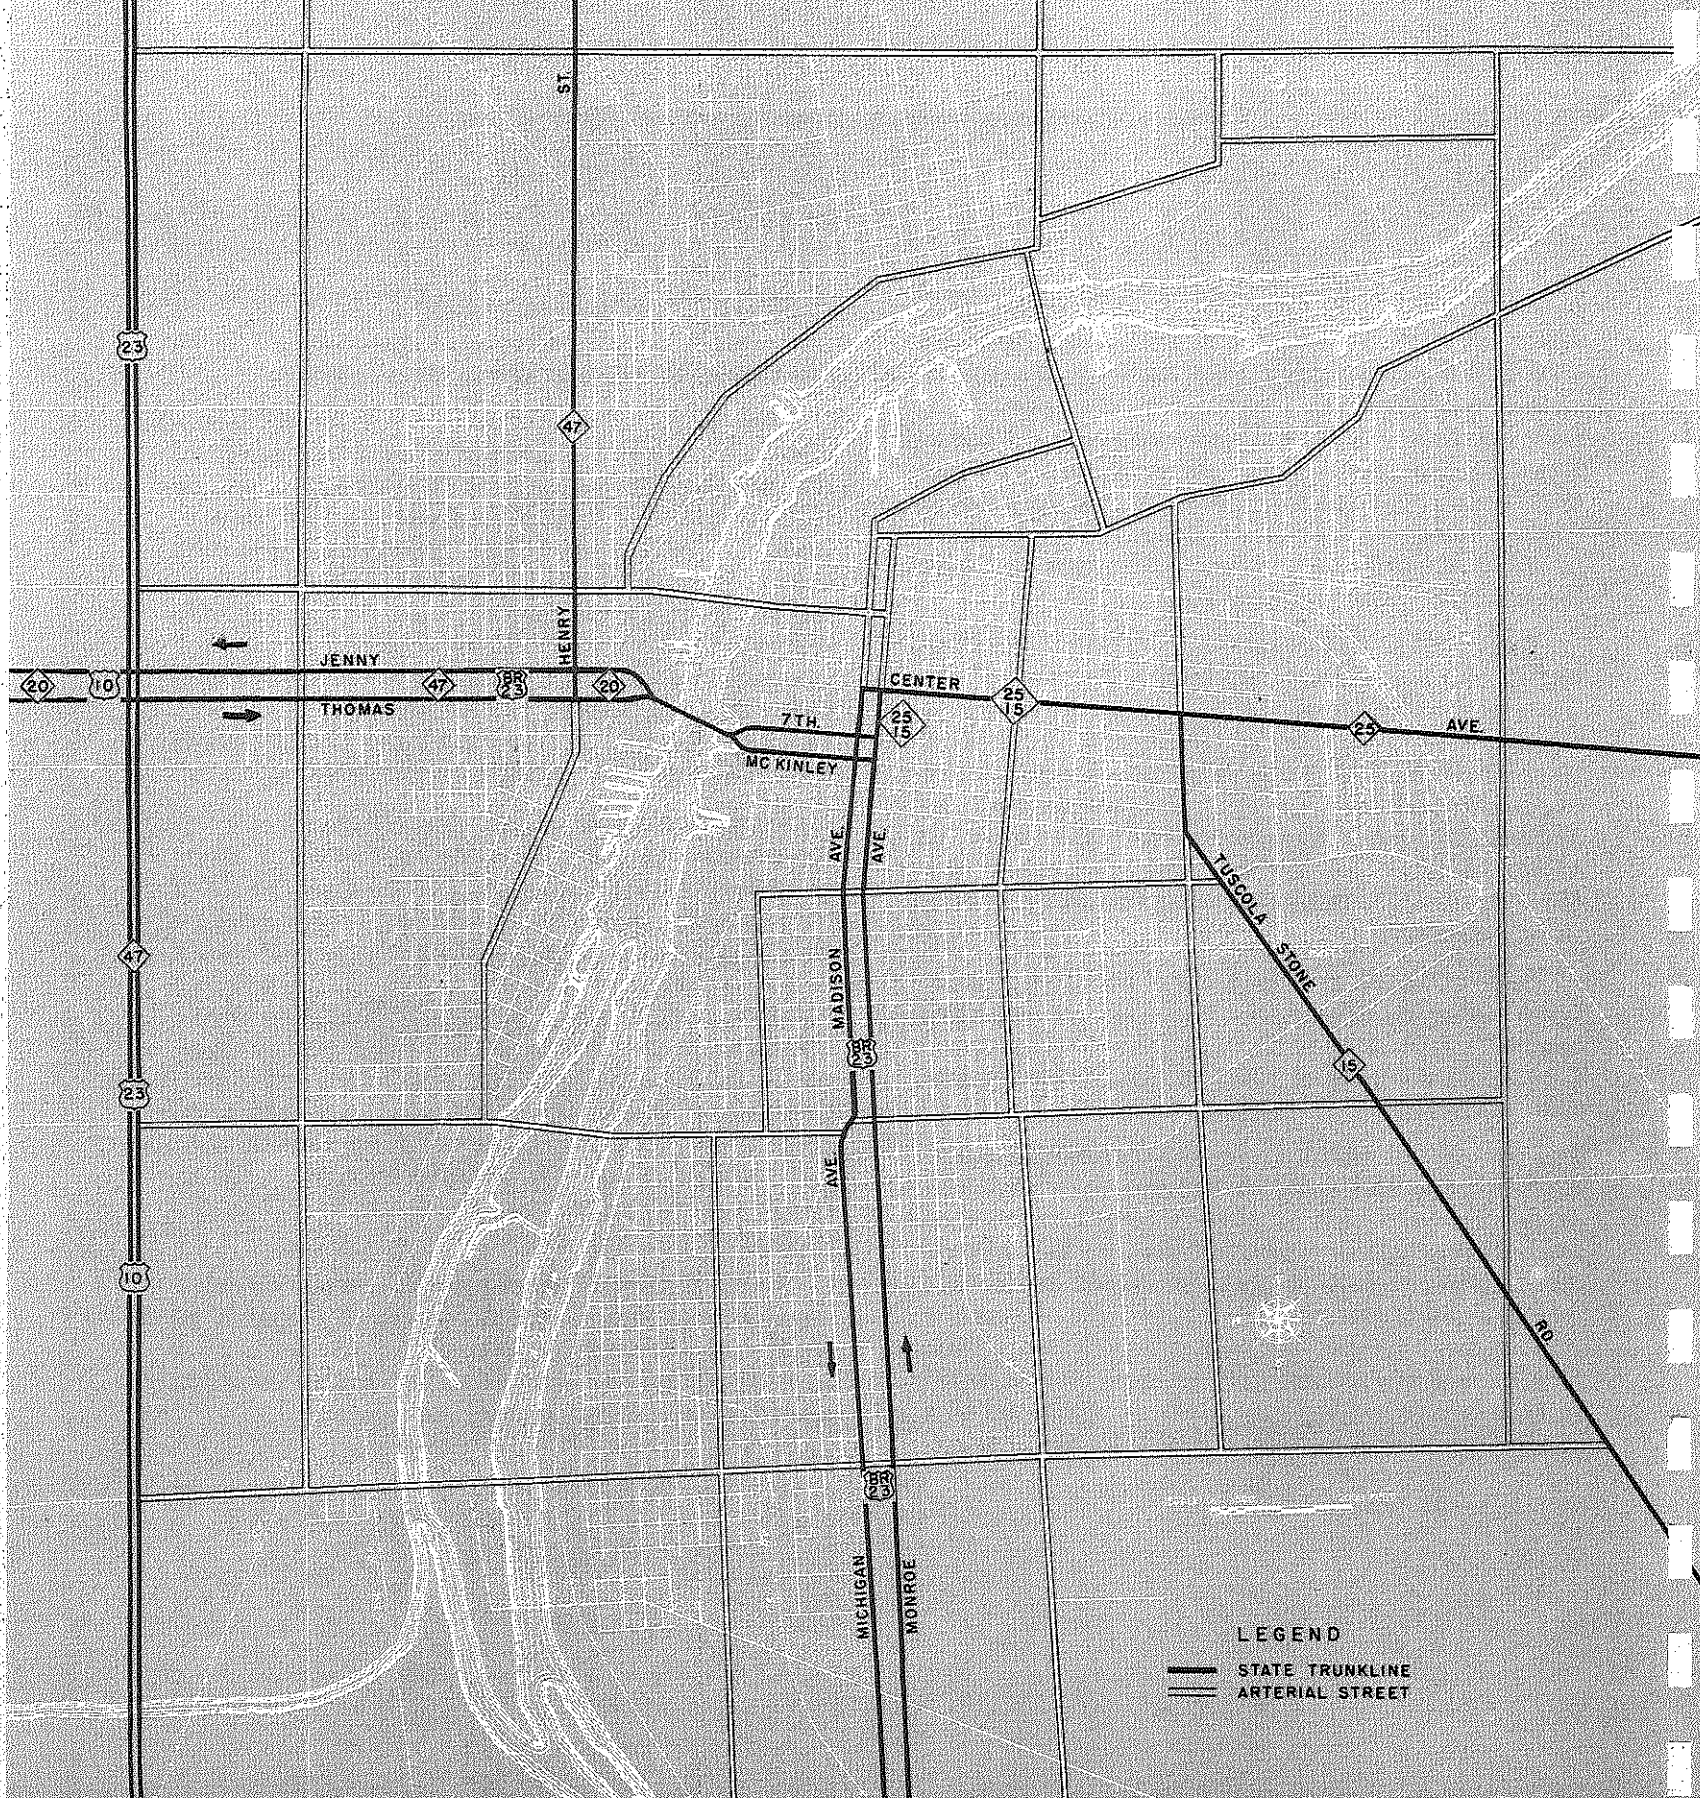 ST.
23
47
HENRY
JENNY
20
10
47
BR
23
20
THOMAS
CENTER
25
15
7 TH.
25
15
25
AVE.
MC KINLEY
AVE.
AVE.
TUSCOLA
STONE
47
MADISON
BR
23
15
23
AVE.
10
RD.
BR
23
MICHIGAN
MONROE
LEGEND
STATE TRUNKLINE
ARTERIAL STREET